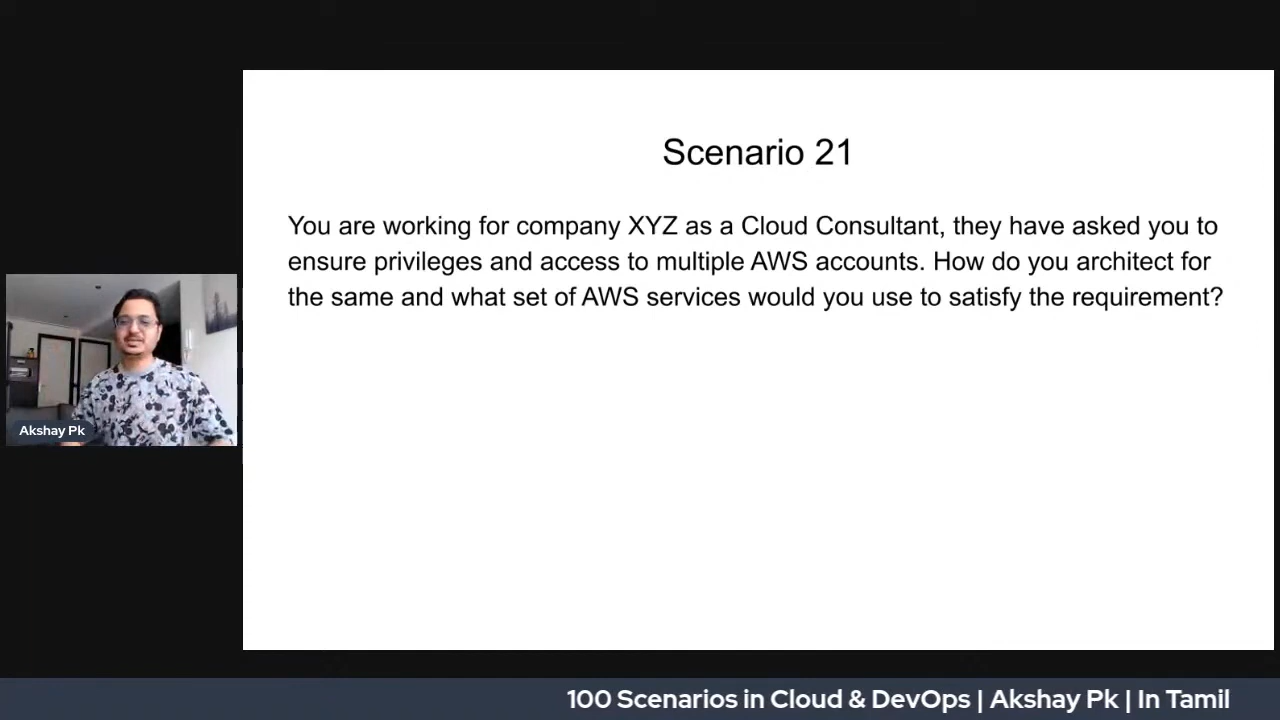 Scenario 21
You are working for company XYZ as a Cloud Consultant, they have asked you to
ensure privileges and access to multiple AWS accounts. How do you architect for
the same and what set of AWS services would you use to satisfy the requirement?
Akshay Pk
100 Scenarios in Cloud & DevOps | Akshay Pk | In Tamil